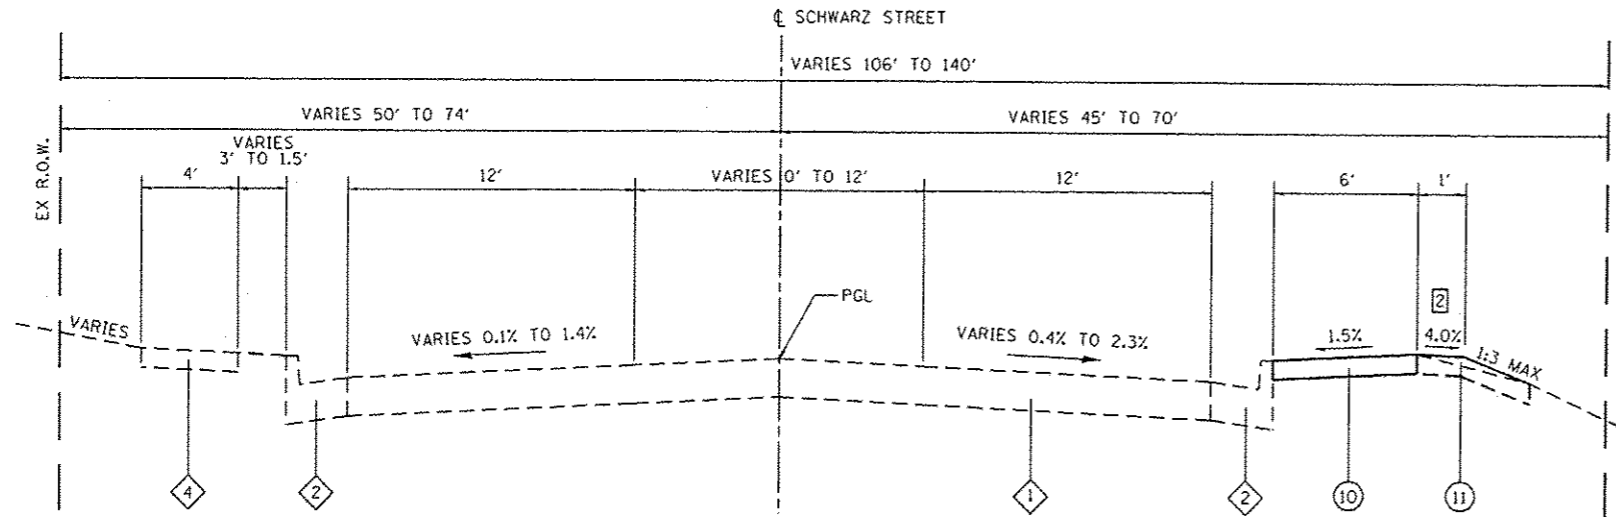 ℄ SCHWARZ STREET
VARIES 106' TO 140'
VARIES 50' TO 74'
VARIES 45' TO 70'
VARIES
3' TO 1.5'
EX R.O.W.
4'
12'
VARIES 0' TO 12'
12'
6'
1'
PGL
2
VARIES
VARIES 0.1% TO 1.4%
VARIES 0.4% TO 2.3%
1.5%
4.0%
1:3 MAX
4
2
1
2
10
11